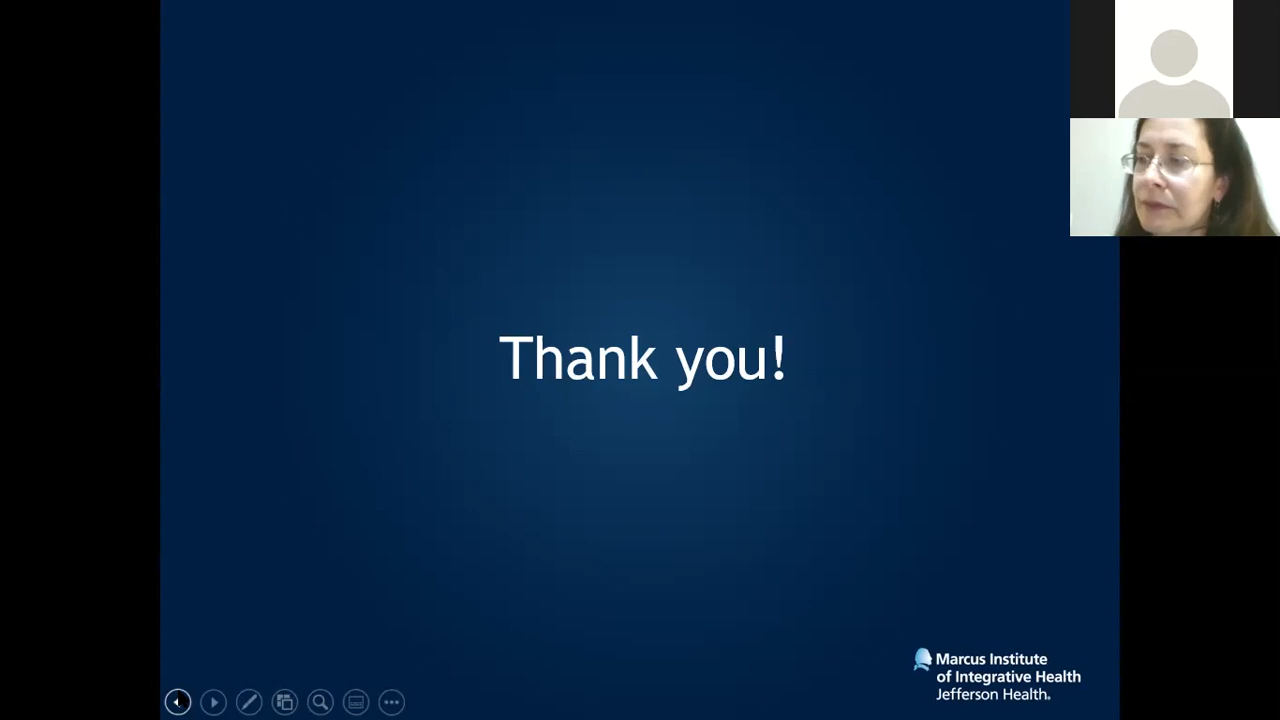 Thank you!
Marcus Institute
of Integrative Health
Jefferson Health.